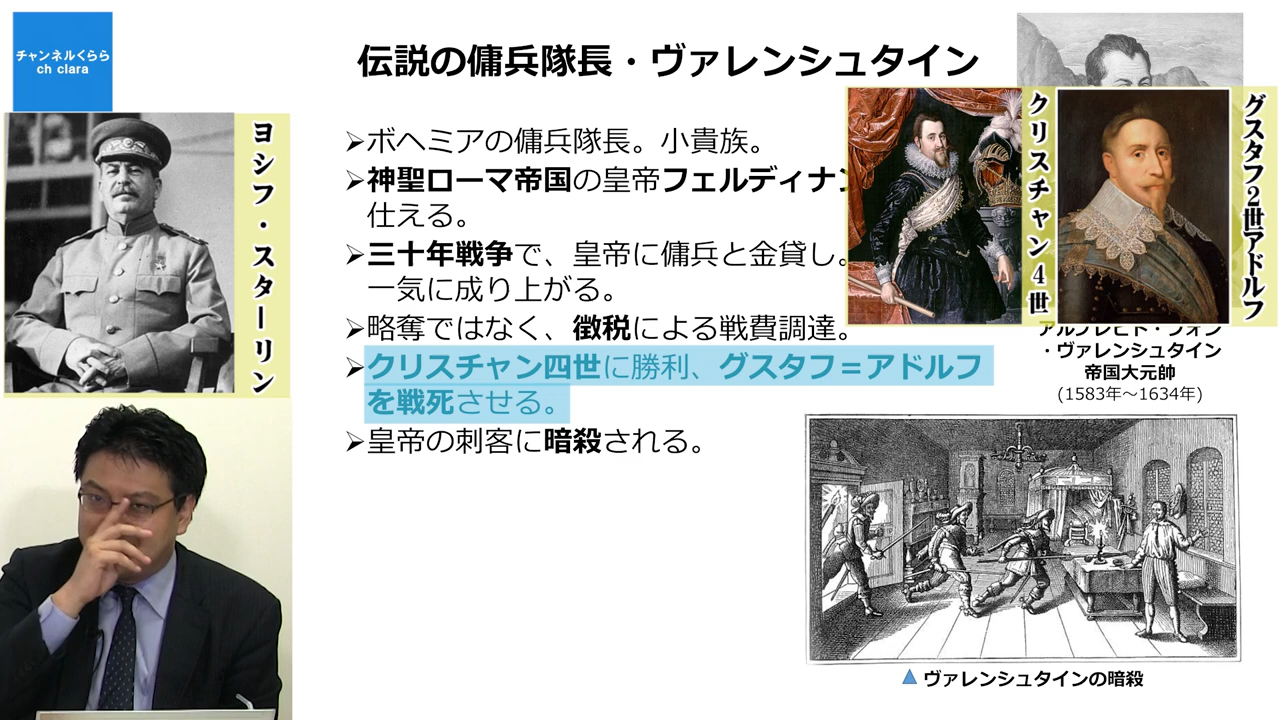 チャンネルくらら
ch clara
伝説の傭兵隊長・ヴァレンシュタイン
ヨシフ・スターリン
➢ボヘミアの傭兵隊長。小貴族。
➢神聖ローマ帝国の皇帝フェルディナン
仕える。
➢三十年戦争で、皇帝に傭兵と金貸し。
一気に成り上がる。
➢略奪ではなく、徴税による戦費調達。
➢クリスチャン四世に勝利、グスタフ=アドルフ
を戦死させる。
➢皇帝の刺客に暗殺される。
クリスチャン4世
グスタフ2世アドルフ
アルブレヒト・フォン
・ヴァレンシュタイン
帝国大元帥
(1583年～1634年)
▲ ヴァレンシュタインの暗殺